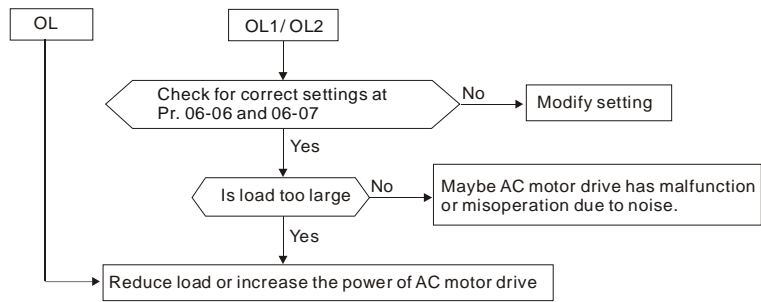 OL
OL1/ OL2
Check for correct settings at
Pr. 06-06 and 06-07
No
Modify setting
Yes
Is load too large
No
Maybe AC motor drive has malfunction
or misoperation due to noise.
Yes
Reduce load or increase the power of AC motor drive